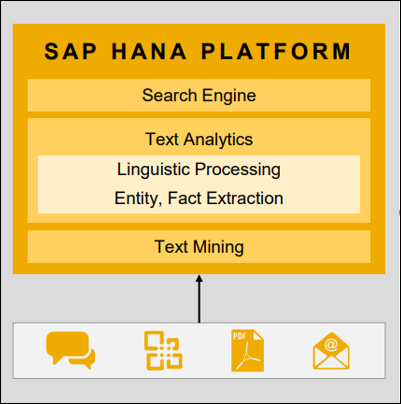 SAP HANA PLATFORM
Search Engine
Text Analytics
Linguistic Processing
Entity, Fact Extraction
Text Mining
PDF
@